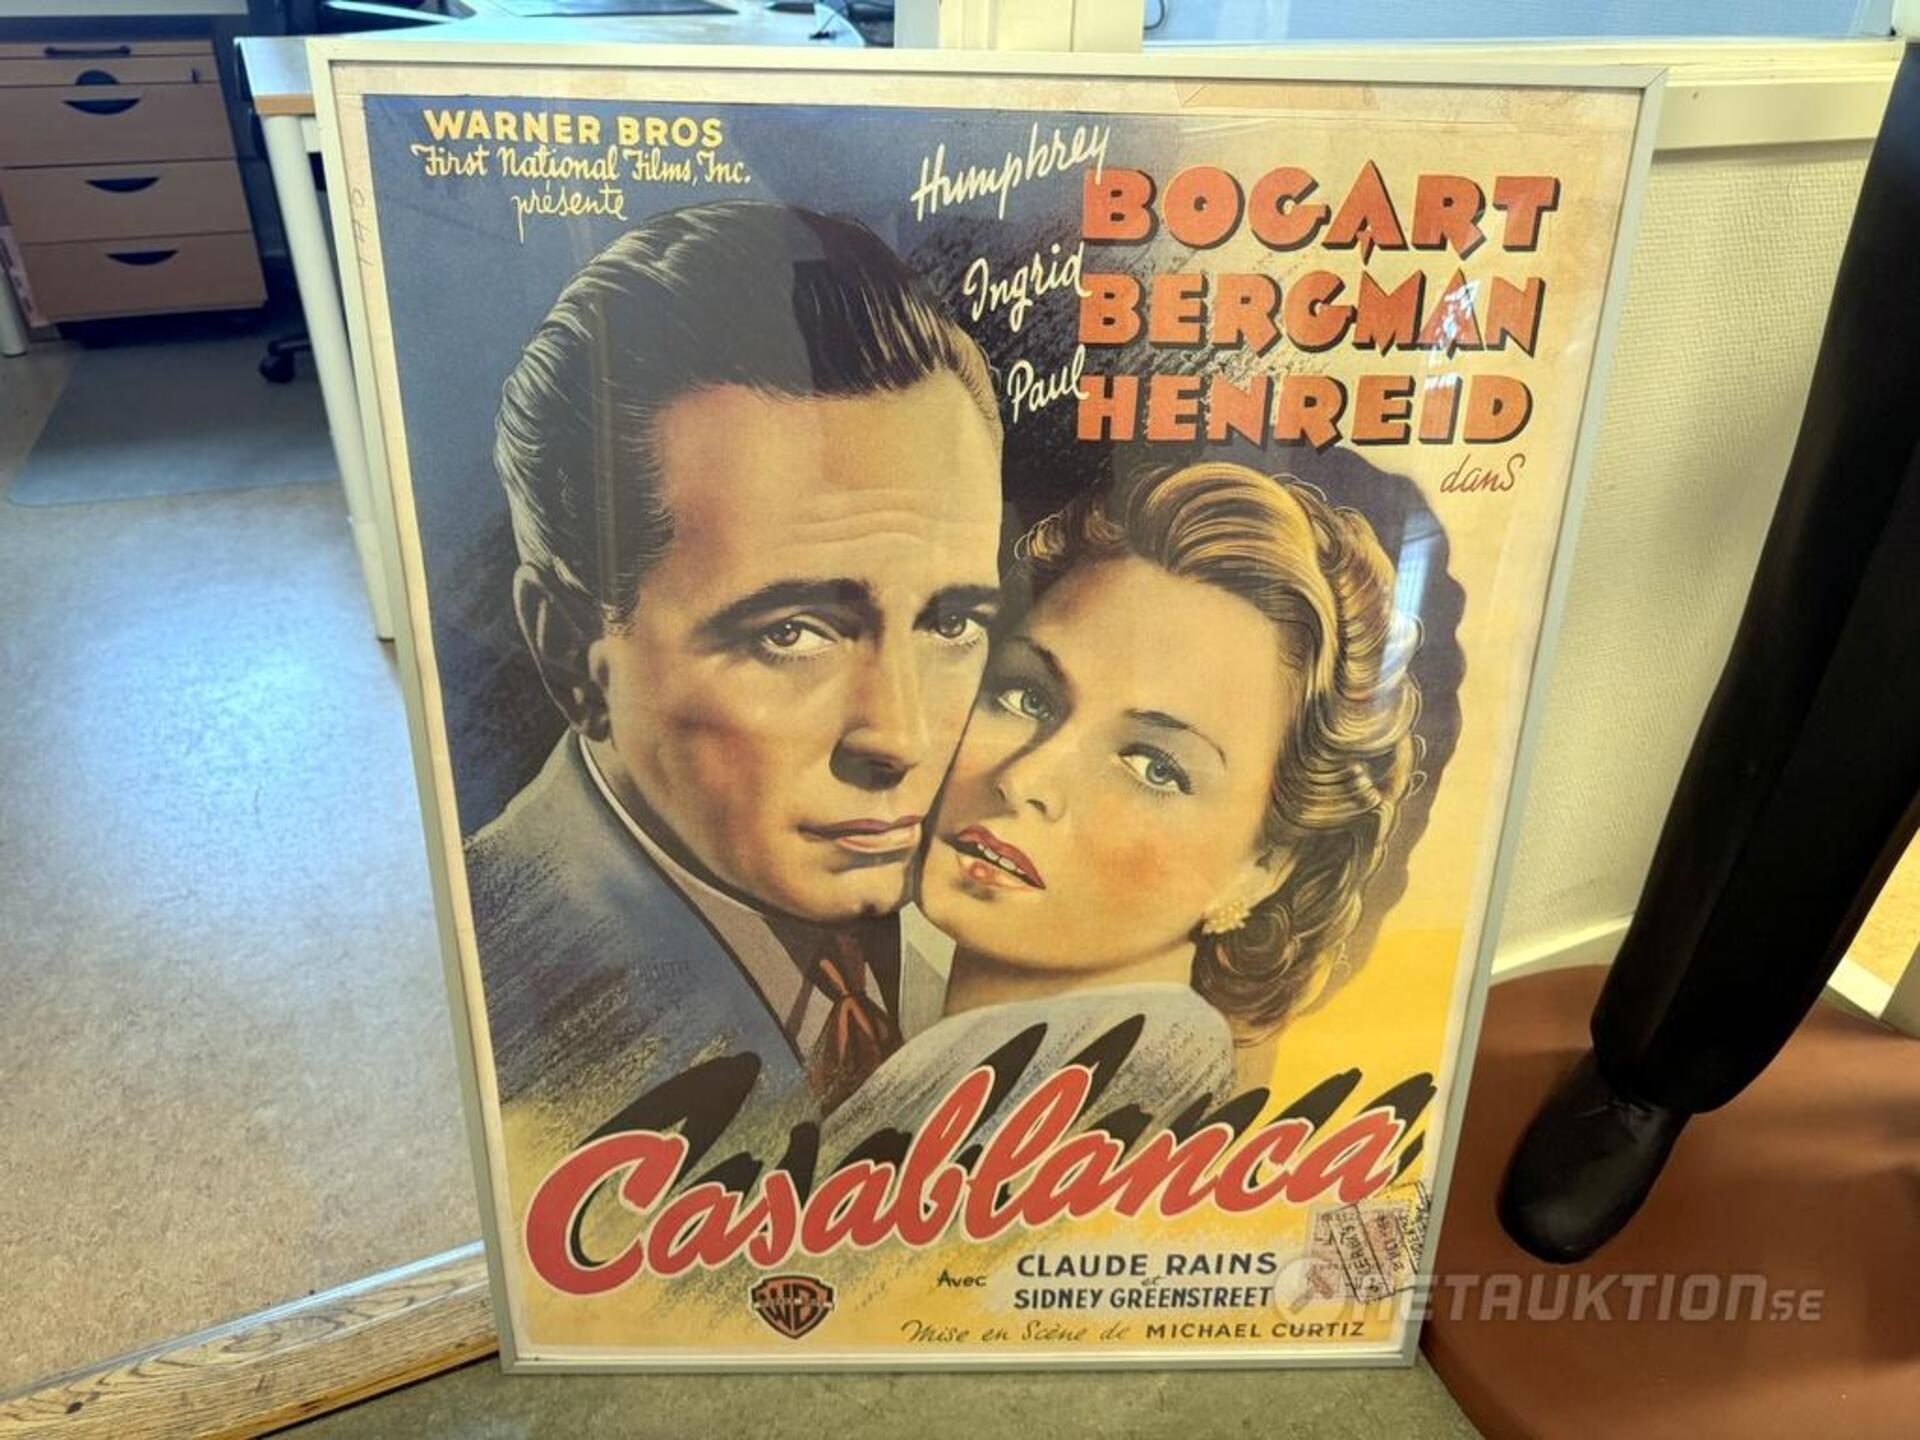 WARNER BROS
First National Films, Inc.
présente
Humphrey
BOGART
Ingrid
BERGMAN
Paul
HENREID
dans
Casablanca
Avec CLAUDE RAINS
et
SIDNEY GREENSTREET
Mise en Scène de MICHAEL CURTIZ
NETAUKTION.SE